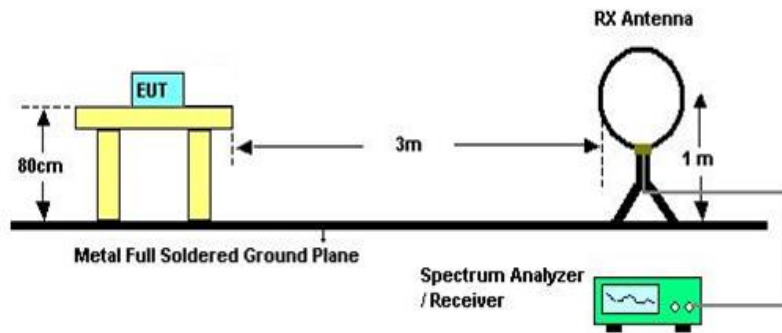 RX Antenna
EUT
80cm
3m
1 m
Metal Full Soldered Ground Plane
Spectrum Analyzer
/ Receiver